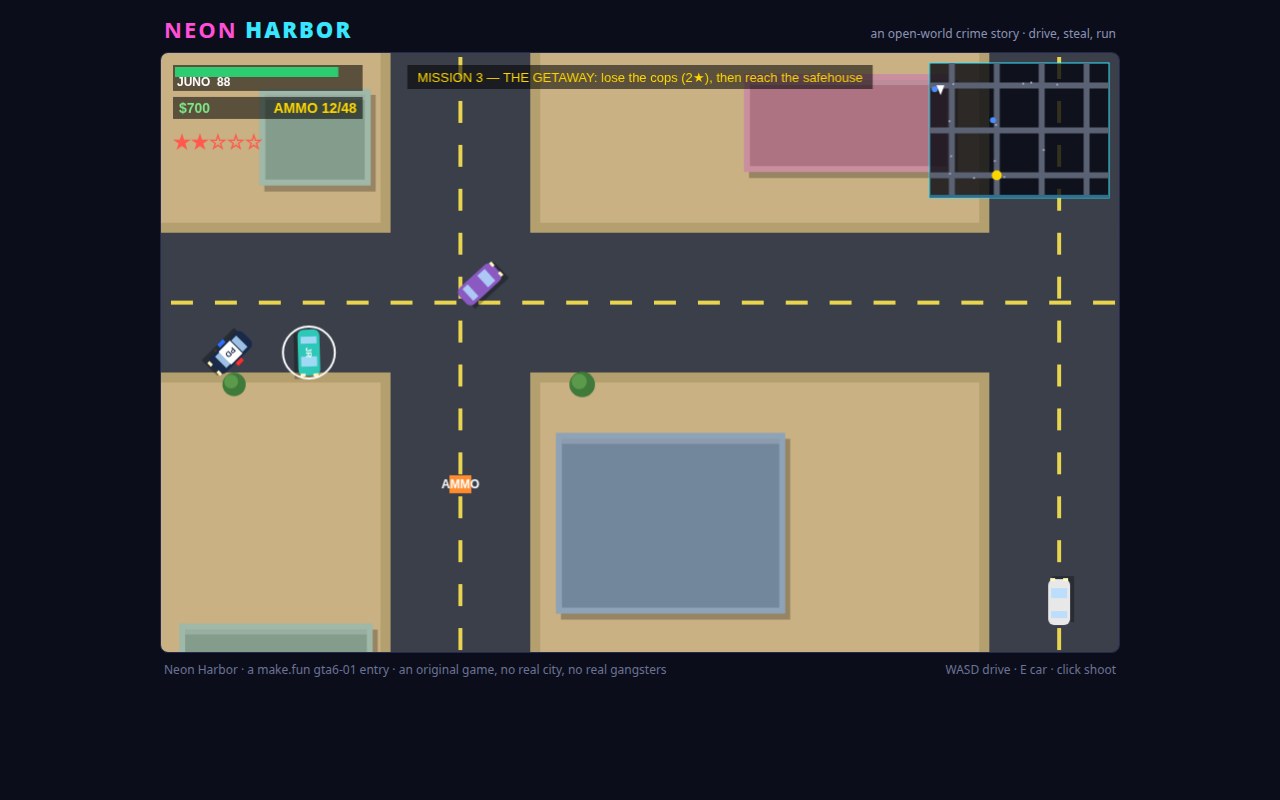 NEON HARBOR
an open-world crime story · drive, steal, run
JUNO 88
MISSION 3 — THE GETAWAY: lose the cops (2★), then reach the safehouse
$700 AMMO 12/48
★★☆☆☆
PD
AMMO
Neon Harbor · a make.fun gta6-01 entry · an original game, no real city, no real gangsters
WASD drive · E car · click shoot